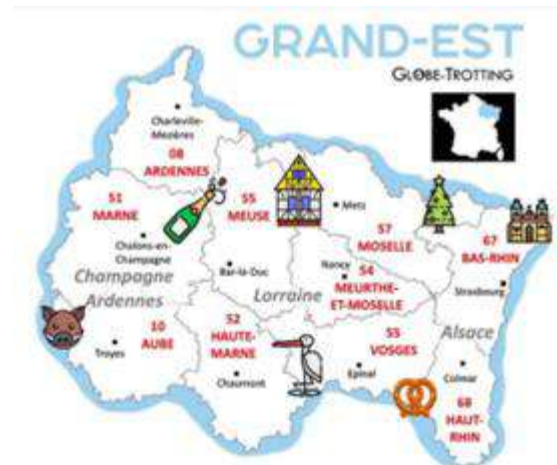 GRAND-EST
GLOBE-TROTTING
Charleville-
Mezères
08
ARDENNES
51
MARNE
55
MEUSE
Metz
57
MOSELLE
67
BAS-RHIN
Chalons-en-
Champagne
Bar-le-Duc
Nancy
54
MEURTHE-
ET-MOSELLE
Strasbourg
Champagne
Ardennes
Lorraine
Alsace
10
AUBE
Troyes
52
HAUTE-
MARNE
Chaumont
55
VOSGES
Epinal
Colmar
68
HAUT-
RHIN